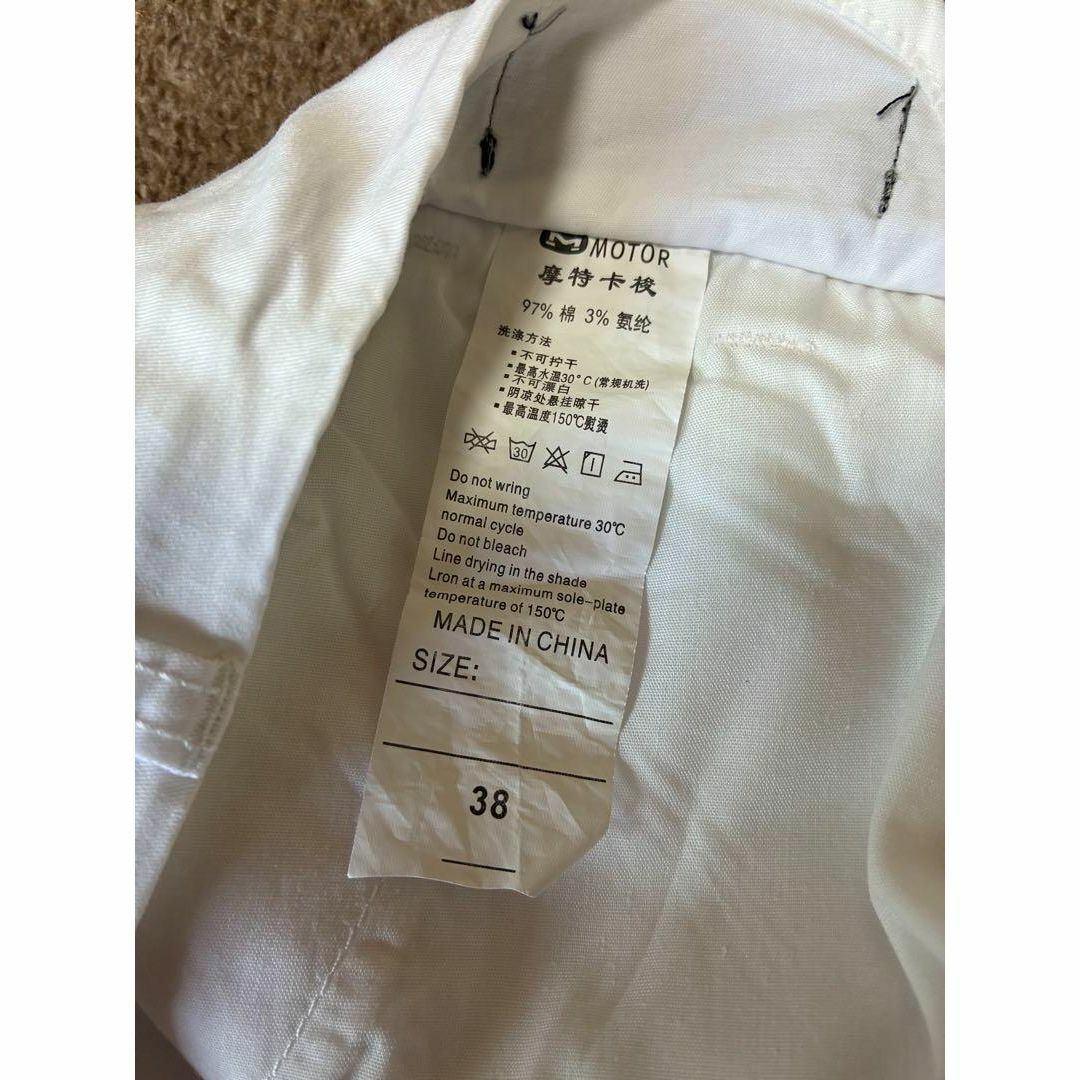 MOTOR
摩特卡梭
97% 棉 3% 氨纶
洗涤方法
▪不可拧干
▪最高水温30°C (常规机洗)
▪不可漂白
▪阴凉处悬挂晾干
▪最高温度150℃熨烫
30
Do not wring
Maximum temperature 30℃
normal cycle
Do not bleach
Line drying in the shade
Lron at a maximum sole-plate
temperature of 150℃
MADE IN CHINA
SIZE:
38